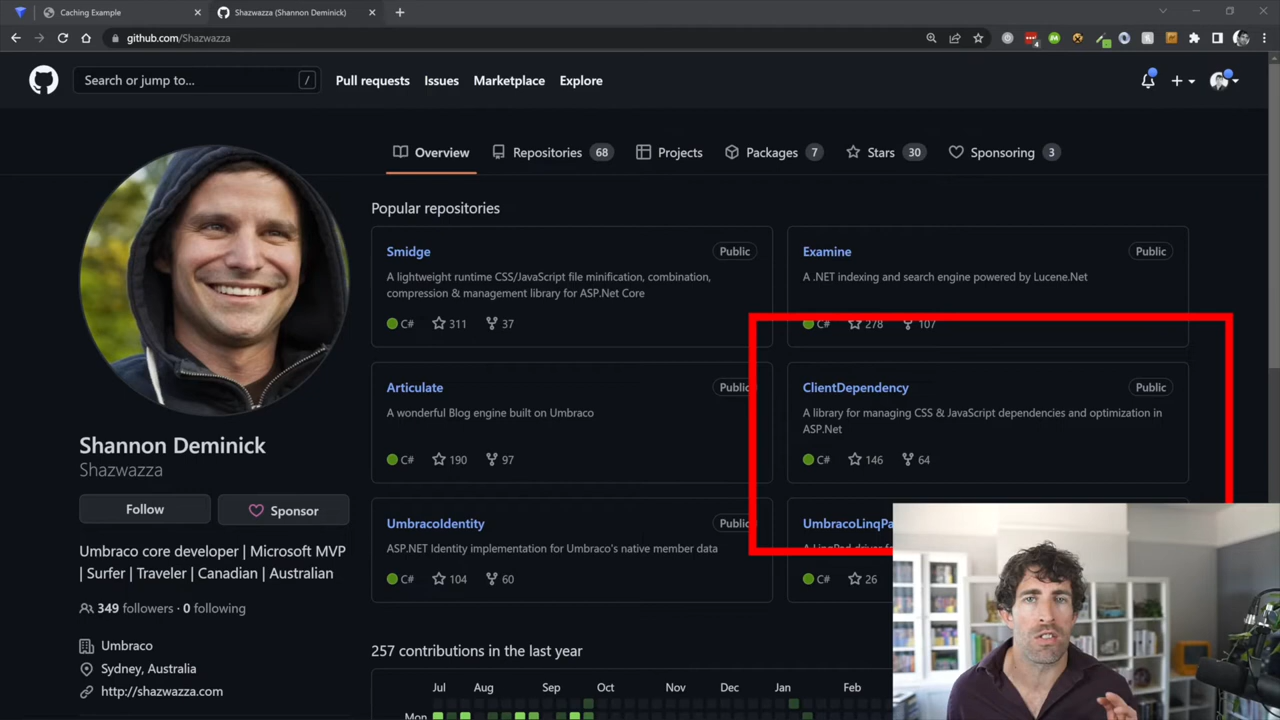 Caching Example
Shazwazza (Shannon Deminick)
github.com/Shazwazza
Search or jump to...
/
Pull requests
Issues
Marketplace
Explore
Overview
Repositories 68
Projects
Packages 7
Stars 30
Sponsoring 3
Popular repositories
Smidge
Public
A lightweight runtime CSS/JavaScript file minification, combination,
compression & management library for ASP.Net Core
C# 311 37
Examine
Public
A .NET indexing and search engine powered by Lucene.Net
C# 278 107
Articulate
Public
A wonderful Blog engine built on Umbraco
C# 190 97
ClientDependency
Public
A library for managing CSS & JavaScript dependencies and optimization in
ASP.Net
C# 146 64
UmbracoIdentity
Public
ASP.NET Identity implementation for Umbraco's native member data
C# 104 60
UmbracoLinqPa
C# 26
Shannon Deminick
Shazwazza
Follow
Sponsor
Umbraco core developer | Microsoft MVP
| Surfer | Traveler | Canadian | Australian
349 followers · 0 following
Umbraco
Sydney, Australia
http://shazwazza.com
257 contributions in the last year
Jul Aug Sep Oct Nov Dec Jan Feb
Mon